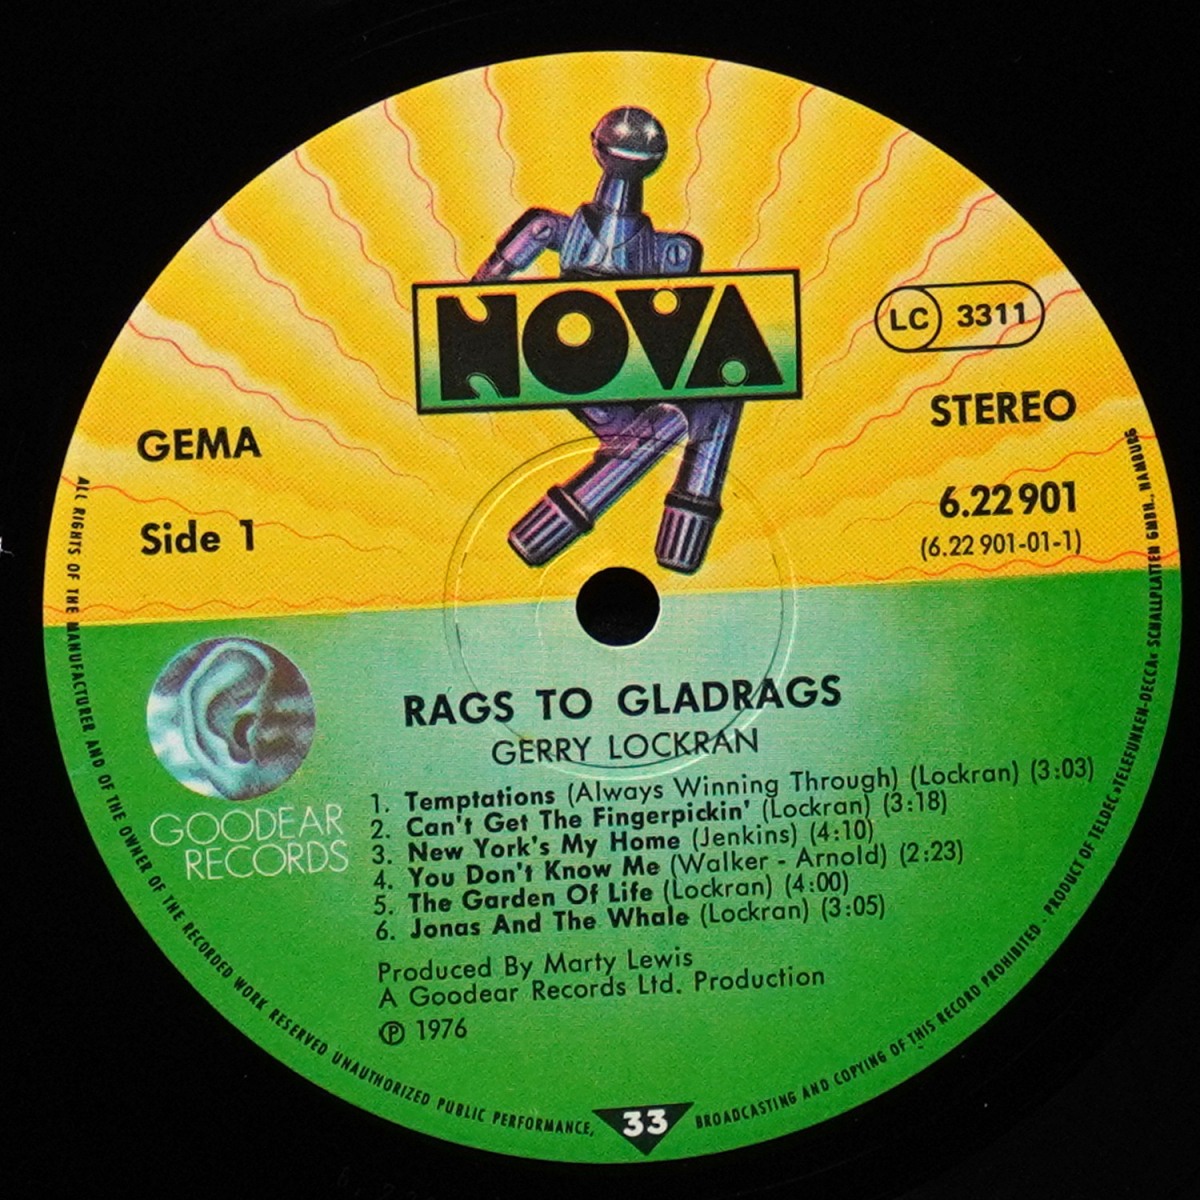 NOVA
LC 3311
GEMA
STEREO
Side 1
6.22 901
(6.22 901-01-1)
GOODEAR
RECORDS
RAGS TO GLADRAGS
GERRY LOCKRAN
1. Temptations (Always Winning Through) (Lockran) (3:03)
2. Can't Get The Fingerpickin' (Lockran) (3:18)
3. New York's My Home (Jenkins) (4:10)
4. You Don't Know Me (Walker - Arnold) (2:23)
5. The Garden Of Life (Lockran) (4:00)
6. Jonas And The Whale (Lockran) (3:05)
Produced By Marty Lewis
A Goodear Records Ltd. Production
℗ 1976
ALL RIGHTS OF THE MANUFACTURER AND OF THE OWNER OF THE RECORDED WORK RESERVED UNAUTHORIZED PUBLIC PERFORMANCE,
33
BROADCASTING AND COPYING OF THIS RECORD PROHIBITED · PRODUCT OF TELDEC »TELEFUNKEN-DECCA« SCHALLPLATTEN GMBH., HAMBURG